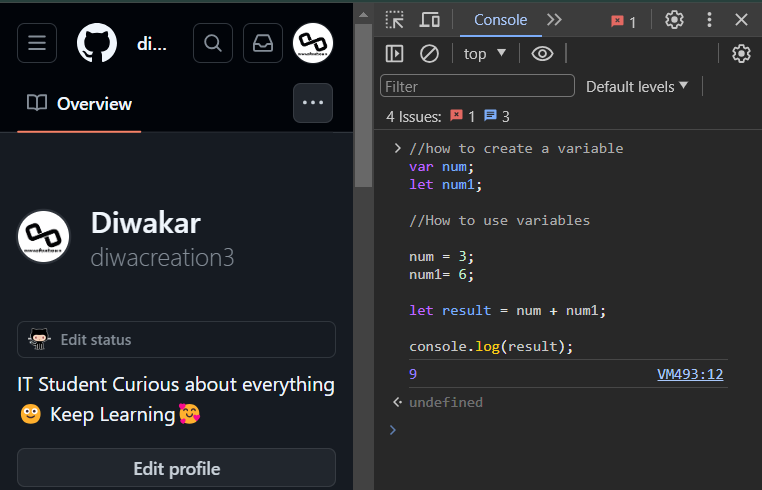 di...
Overview
Diwakar
diwacreation3
Edit status
IT Student Curious about everything
🙂 Keep Learning🥰
Edit profile
Console
1
top
Filter
Default levels
4 Issues: 1 3
//how to create a variable
var num;
let num1;
//How to use variables
num = 3;
num1= 6;
let result = num + num1;
console.log(result);
9 VM493:12
undefined